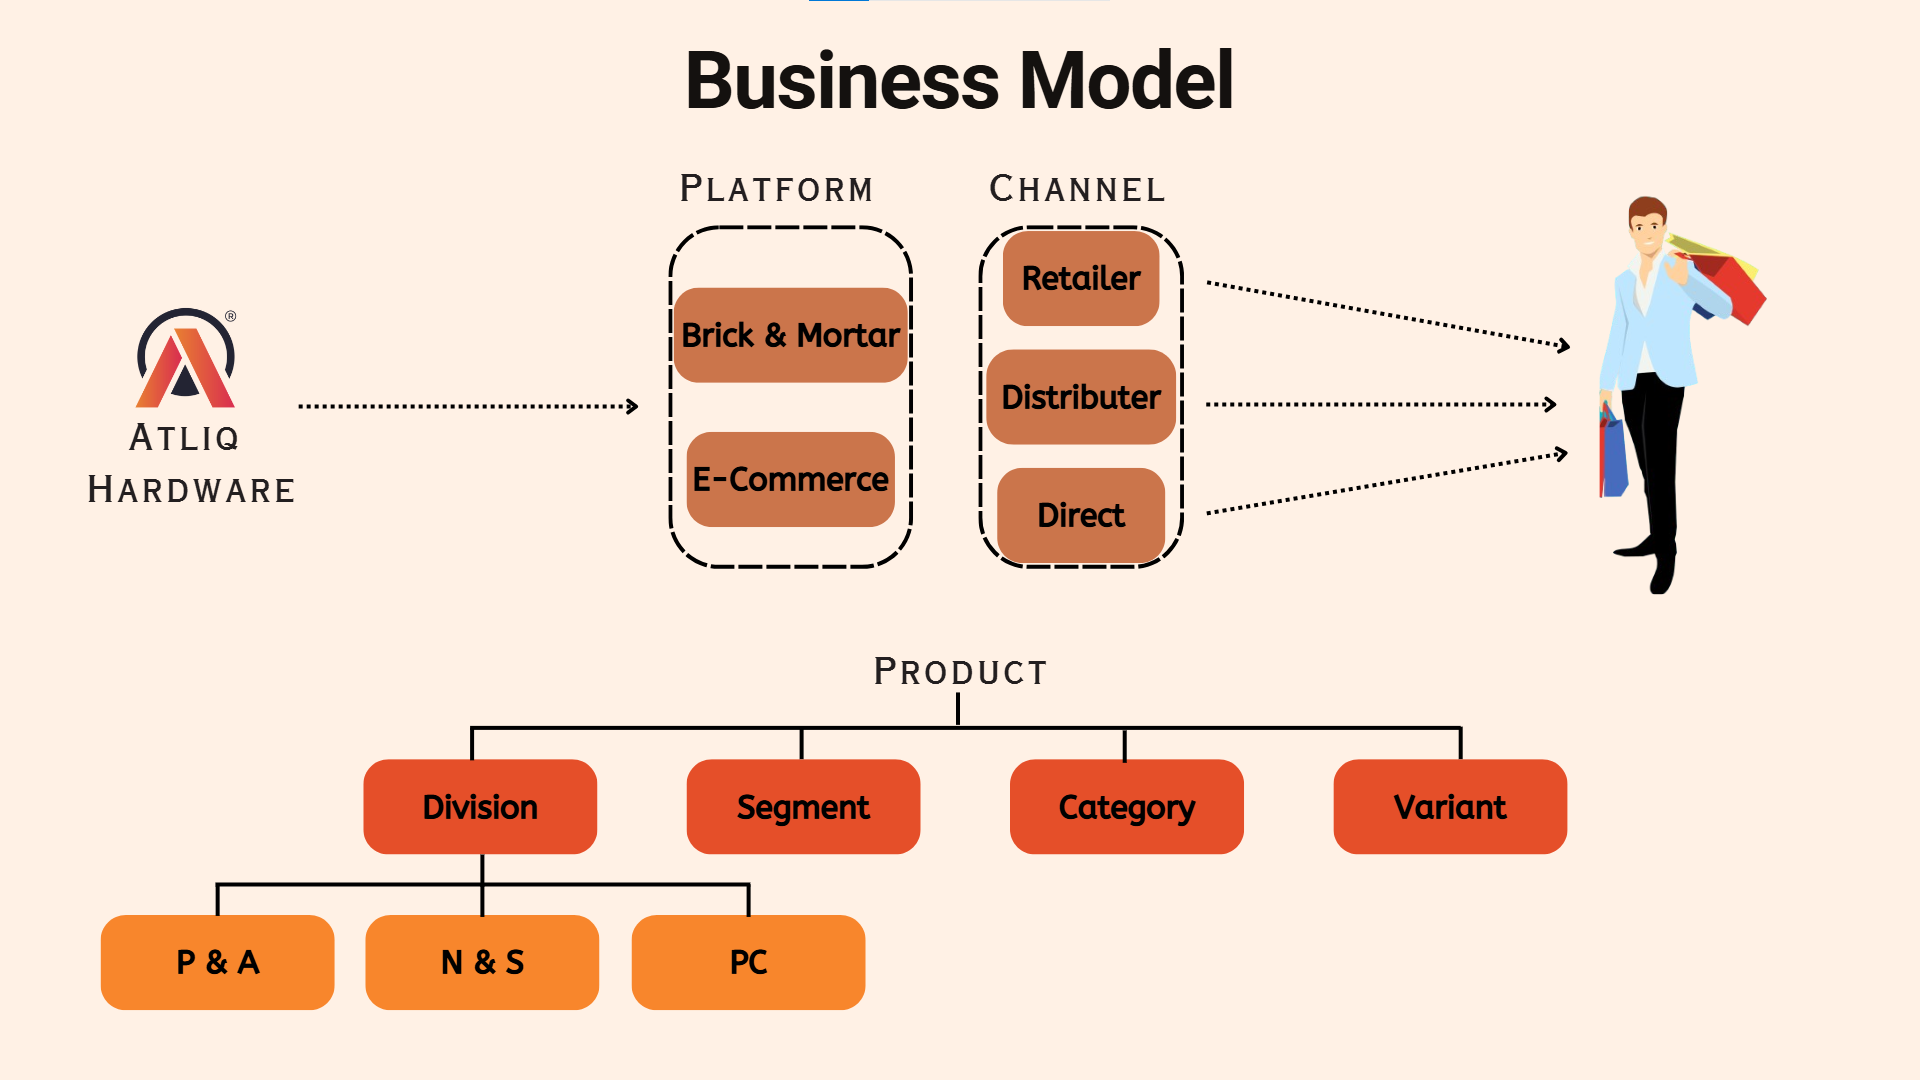 Business Model
PLATFORM
CHANNEL
Retailer
Brick & Mortar
Distributer
E-Commerce
Direct
®
ATLIQ
HARDWARE
PRODUCT
Division
Segment
Category
Variant
P & A
N & S
PC